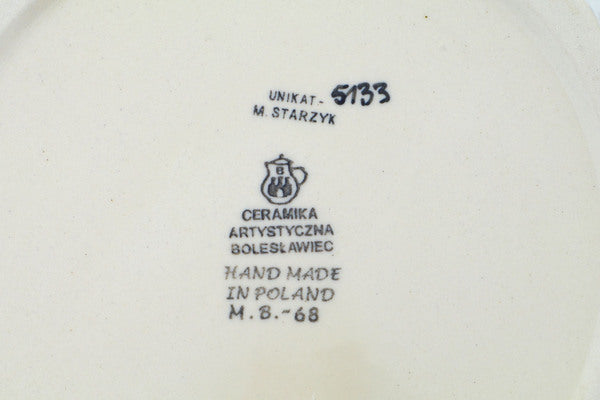 UNIKAT - 5133
M. STARZYK
B
CERAMIKA
ARTYSTYCZNA
BOLESŁAWIEC
HAND MADE
IN POLAND
M.B.-68